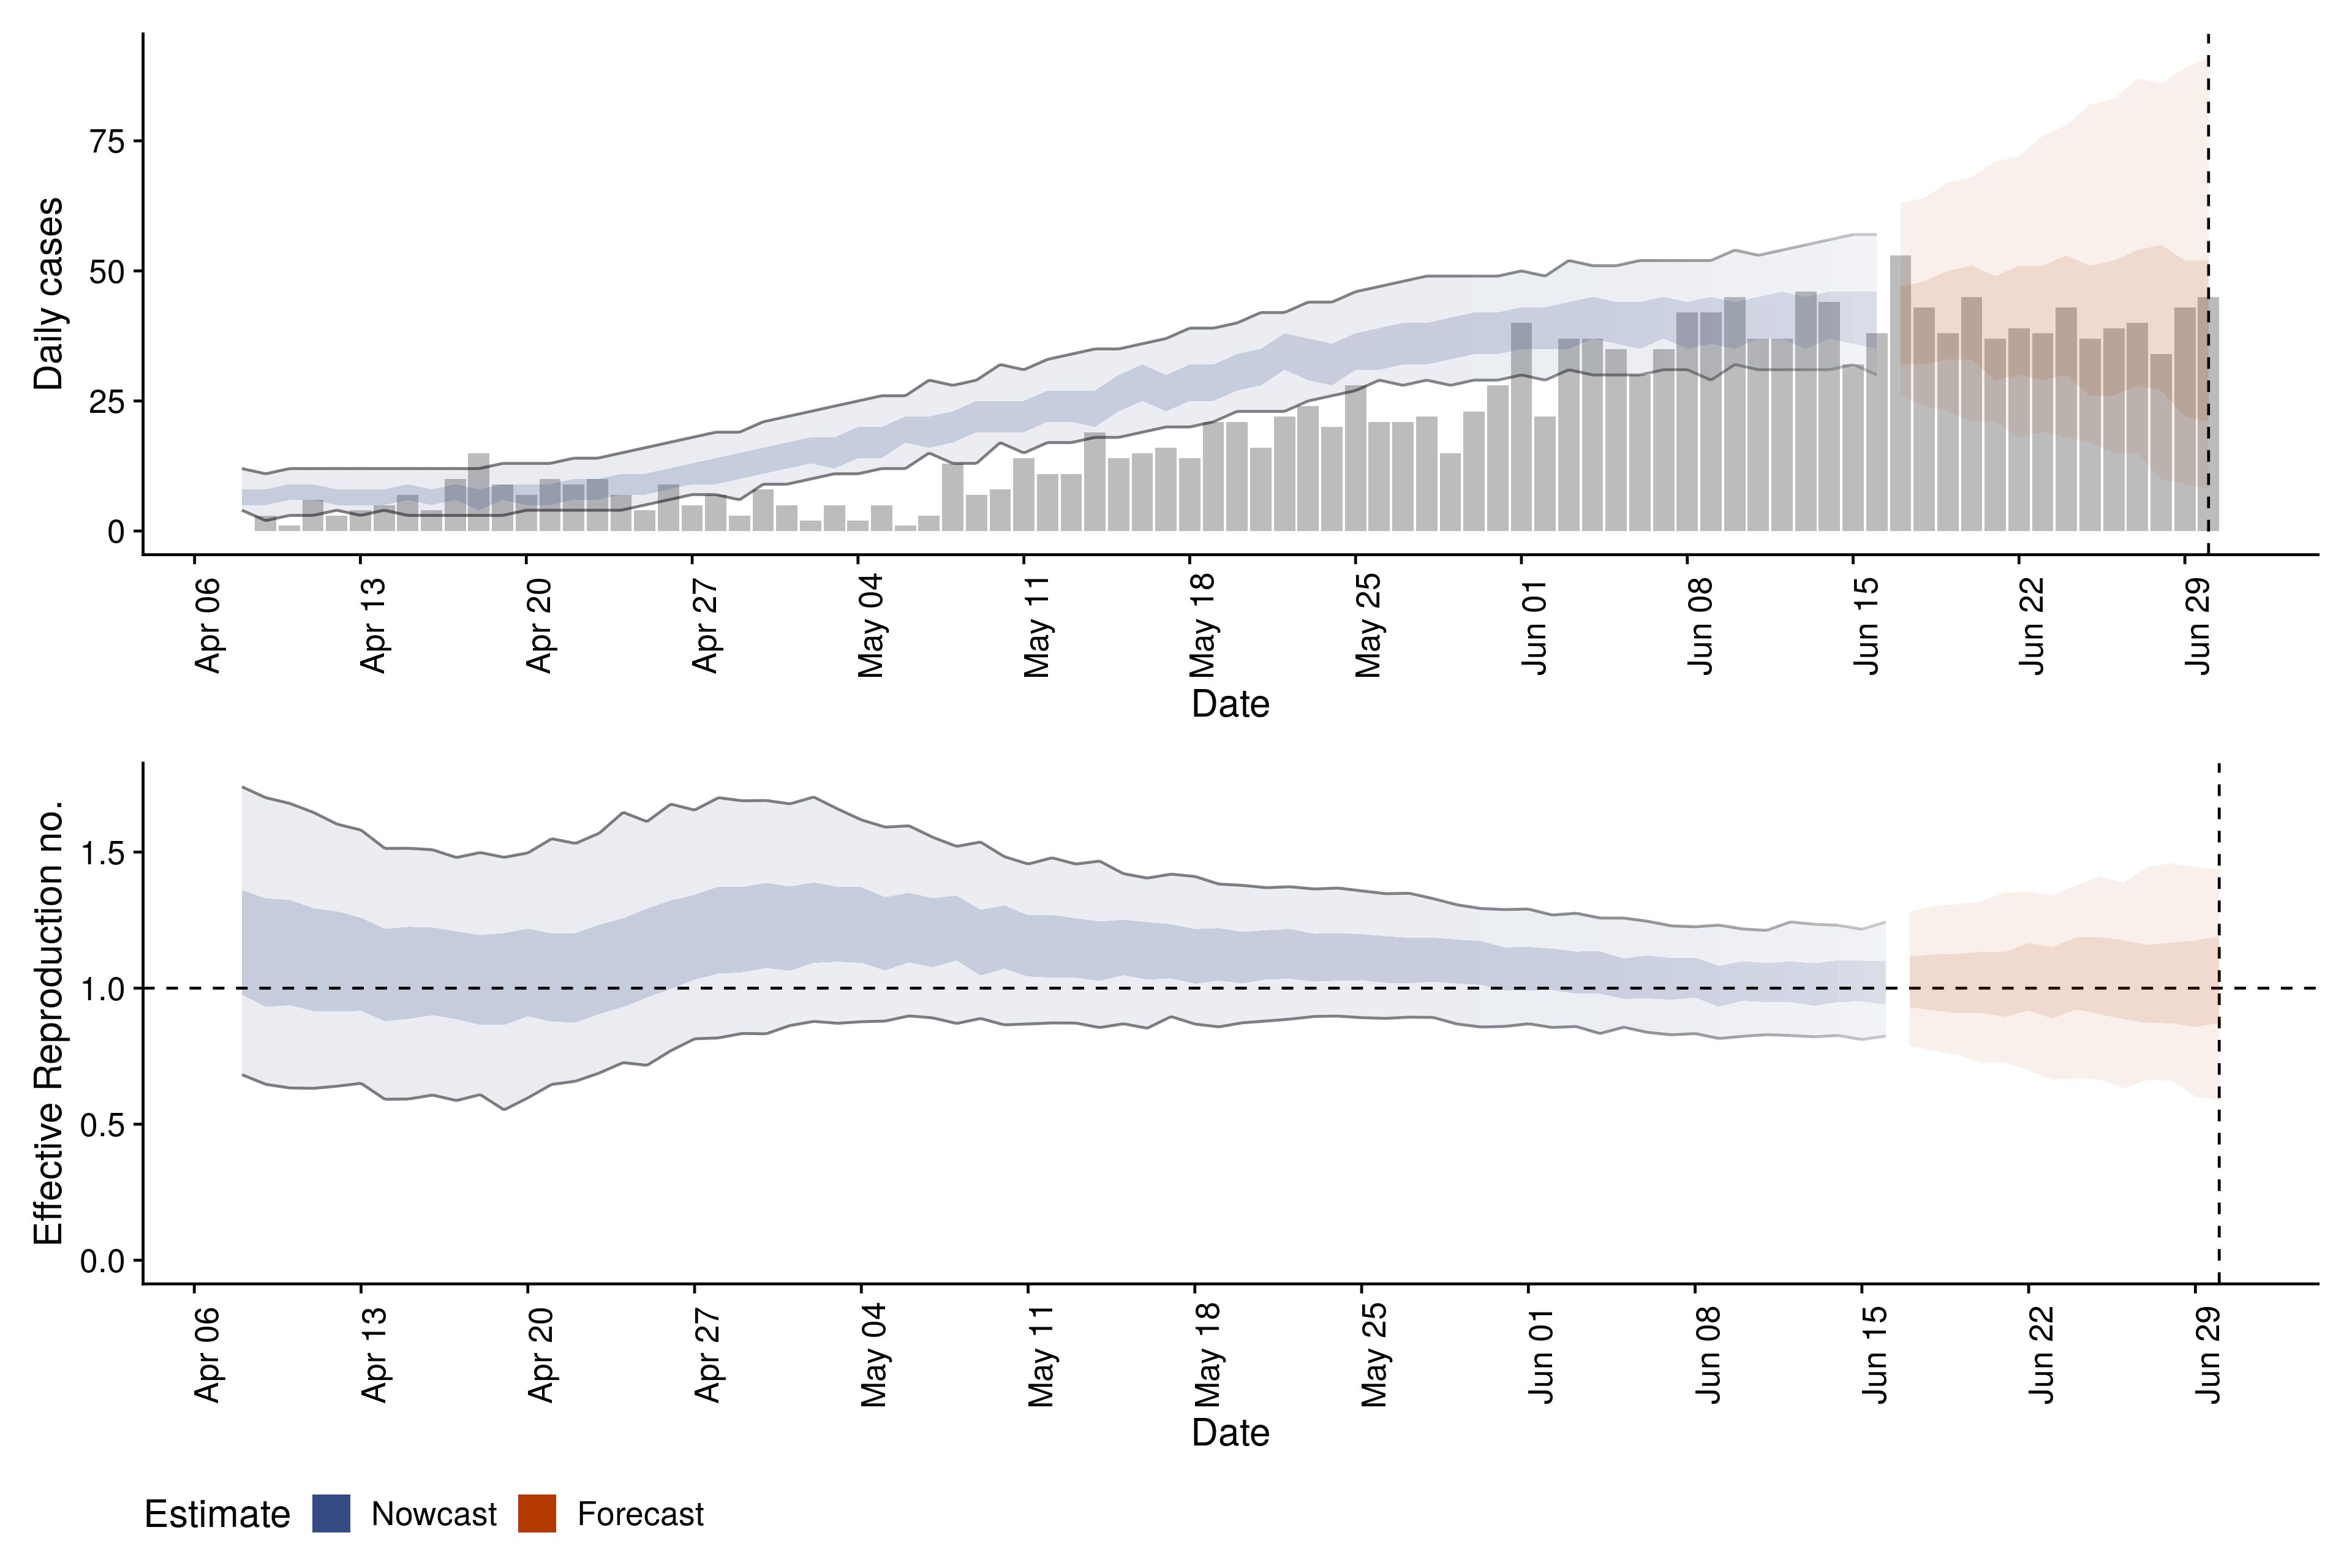 Daily cases
75
50
25
0
Apr 06
Apr 13
Apr 20
Apr 27
May 04
May 11
May 18
May 25
Jun 01
Jun 08
Jun 15
Jun 22
Jun 29
Date
Effective Reproduction no.
1.5
1.0
0.5
0.0
Apr 06
Apr 13
Apr 20
Apr 27
May 04
May 11
May 18
May 25
Jun 01
Jun 08
Jun 15
Jun 22
Jun 29
Date
Estimate Nowcast Forecast